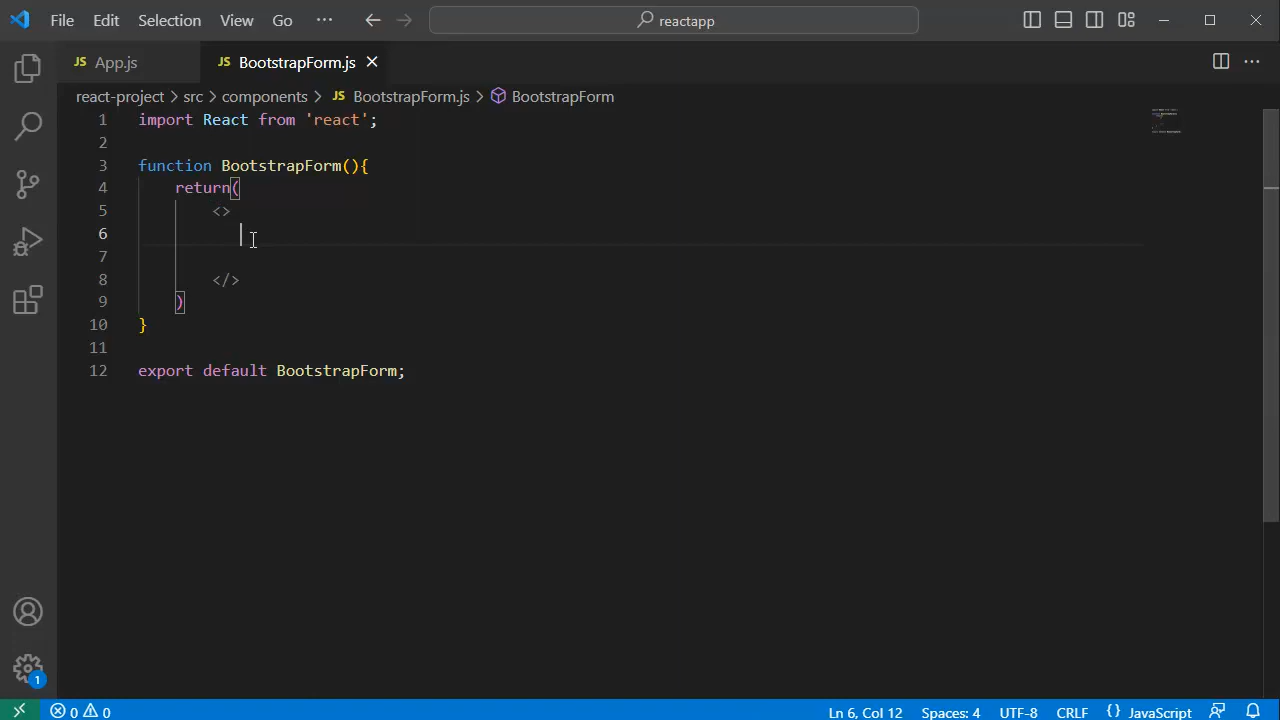 File Edit Selection View Go ··· reactapp
JS App.js JS BootstrapForm.js
react-project > src > components > JS BootstrapForm.js > BootstrapForm
1 import React from 'react';
2
3 function BootstrapForm(){
4 return(
5 <>
6
7
8 </>
9 )
10 }
11
12 export default BootstrapForm;
1
0 0 Ln 6, Col 12 Spaces: 4 UTF-8 CRLF {} JavaScript